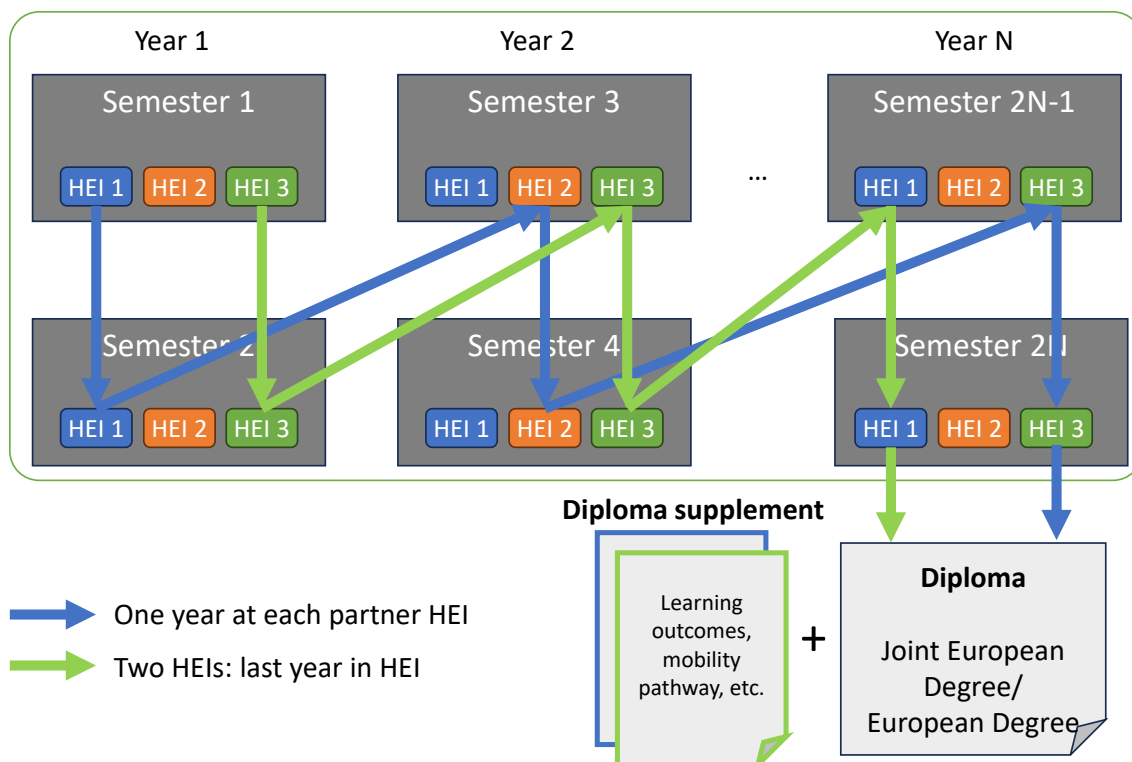 Year 1
Year 2
Year N
Semester 1
Semester 3
Semester 2N-1
HEI 1
HEI 2
HEI 3
HEI 1
HEI 2
HEI 3
...
HEI 1
HEI 2
HEI 3
Semester 2
Semester 4
Semester 2N
HEI 1
HEI 2
HEI 3
HEI 1
HEI 2
HEI 3
HEI 1
HEI 2
HEI 3
Diploma supplement
Learning
outcomes,
mobility
pathway, etc.
+
Diploma
Joint European
Degree/
European Degree
One year at each partner HEI
Two HEIs: last year in HEI